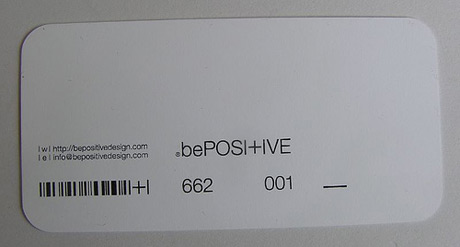 |w| http://bepositivedesign.com
|e| info@bepositivedesign.com
®bePOSI+IVE
+| 662 001 —